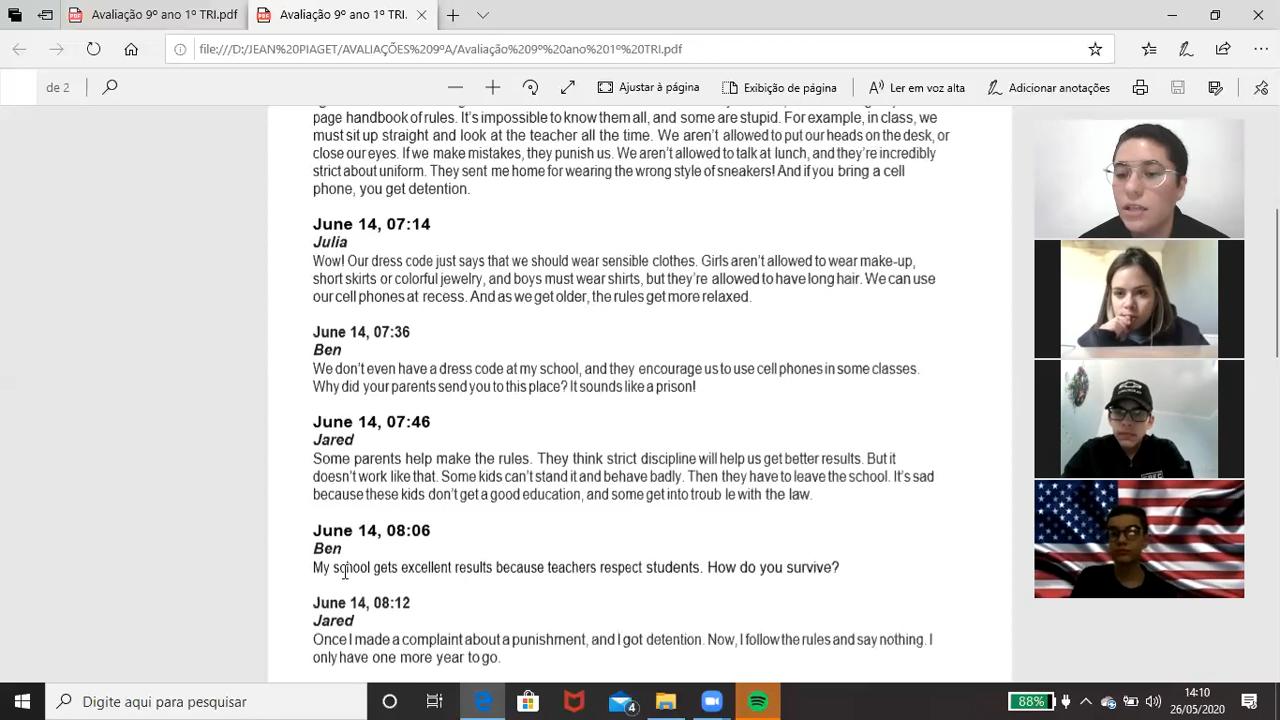 Avaliação 9º ano 1º TRI.pdf
Avaliação 9º ano 1º TRI.
file:///D:/JEAN%20PIAGET/AVALIAÇÕES%209ºA/Avaliação%209º%20ano%201º%20TRI.pdf
de 2
Ajustar à página
Exibição de página
Ler em voz alta
Adicionar anotações
page handbook of rules. It's impossible to know them all, and some are stupid. For example, in class, we
must sit up straight and look at the teacher all the time. We aren't allowed to put our heads on the desk, or
close our eyes. If we make mistakes, they punish us. We aren't allowed to talk at lunch, and they're incredibly
strict about uniform. They sent me home for wearing the wrong style of sneakers! And if you bring a cell
phone, you get detention.
June 14, 07:14
Julia
Wow! Our dress code just says that we should wear sensible clothes. Girls aren't allowed to wear make-up,
short skirts or colorful jewelry, and boys must wear shirts, but they're allowed to have long hair. We can use
our cell phones at recess. And as we get older, the rules get more relaxed.
June 14, 07:36
Ben
We don't even have a dress code at my school, and they encourage us to use cell phones in some classes.
Why did your parents send you to this place? It sounds like a prison!
June 14, 07:46
Jared
Some parents help make the rules. They think strict discipline will help us get better results. But it
doesn't work like that. Some kids can't stand it and behave badly. Then they have to leave the school. It's sad
because these kids don't get a good education, and some get into troub le with the law.
June 14, 08:06
Ben
My school gets excellent results because teachers respect students. How do you survive?
June 14, 08:12
Jared
Once I made a complaint about a punishment, and I got detention. Now, I follow the rules and say nothing. I
only have one more year to go.
Digite aqui para pesquisar
4
88%
14:10
26/05/2020